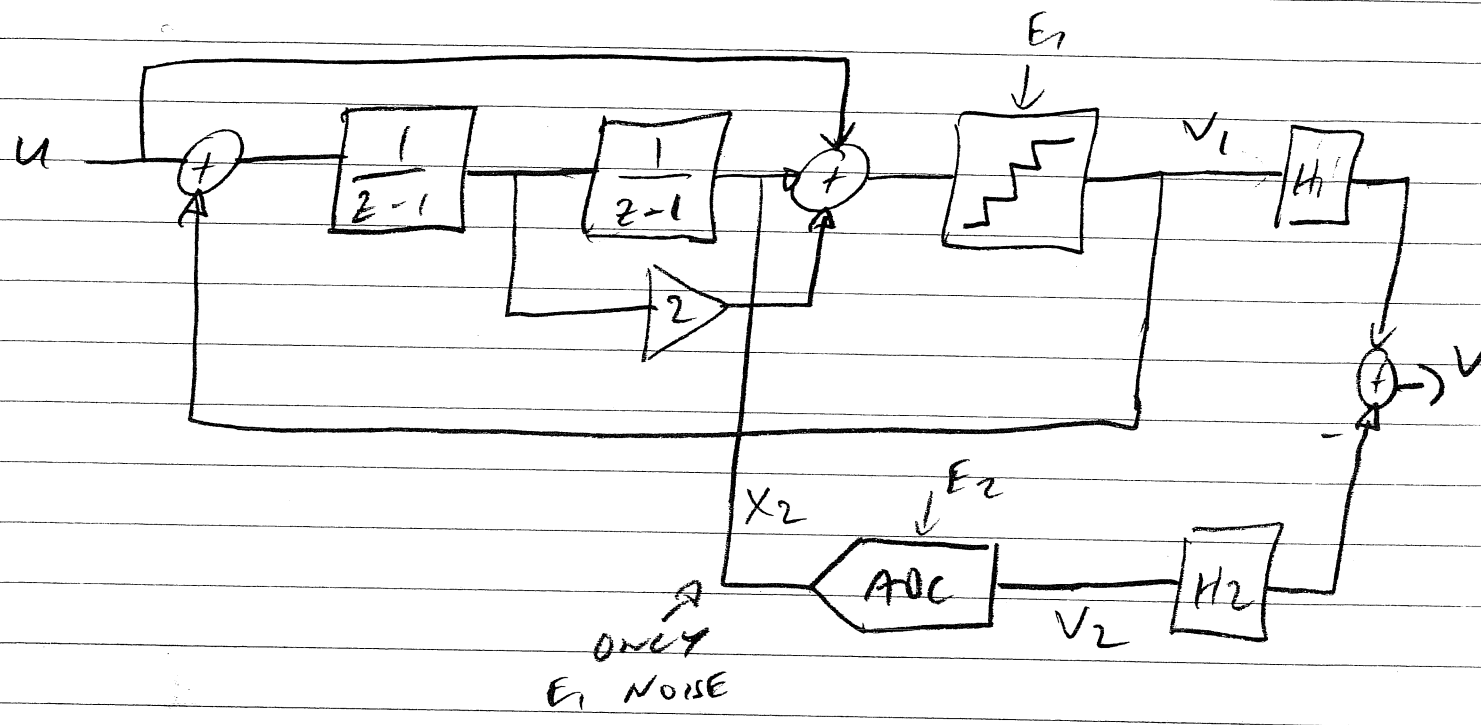 E1
u
+
1
z-1
1
z-1
+
V1
H1
2
+
V
-
X2
E2
ADC
V2
H2
ONLY
E1 NOISE